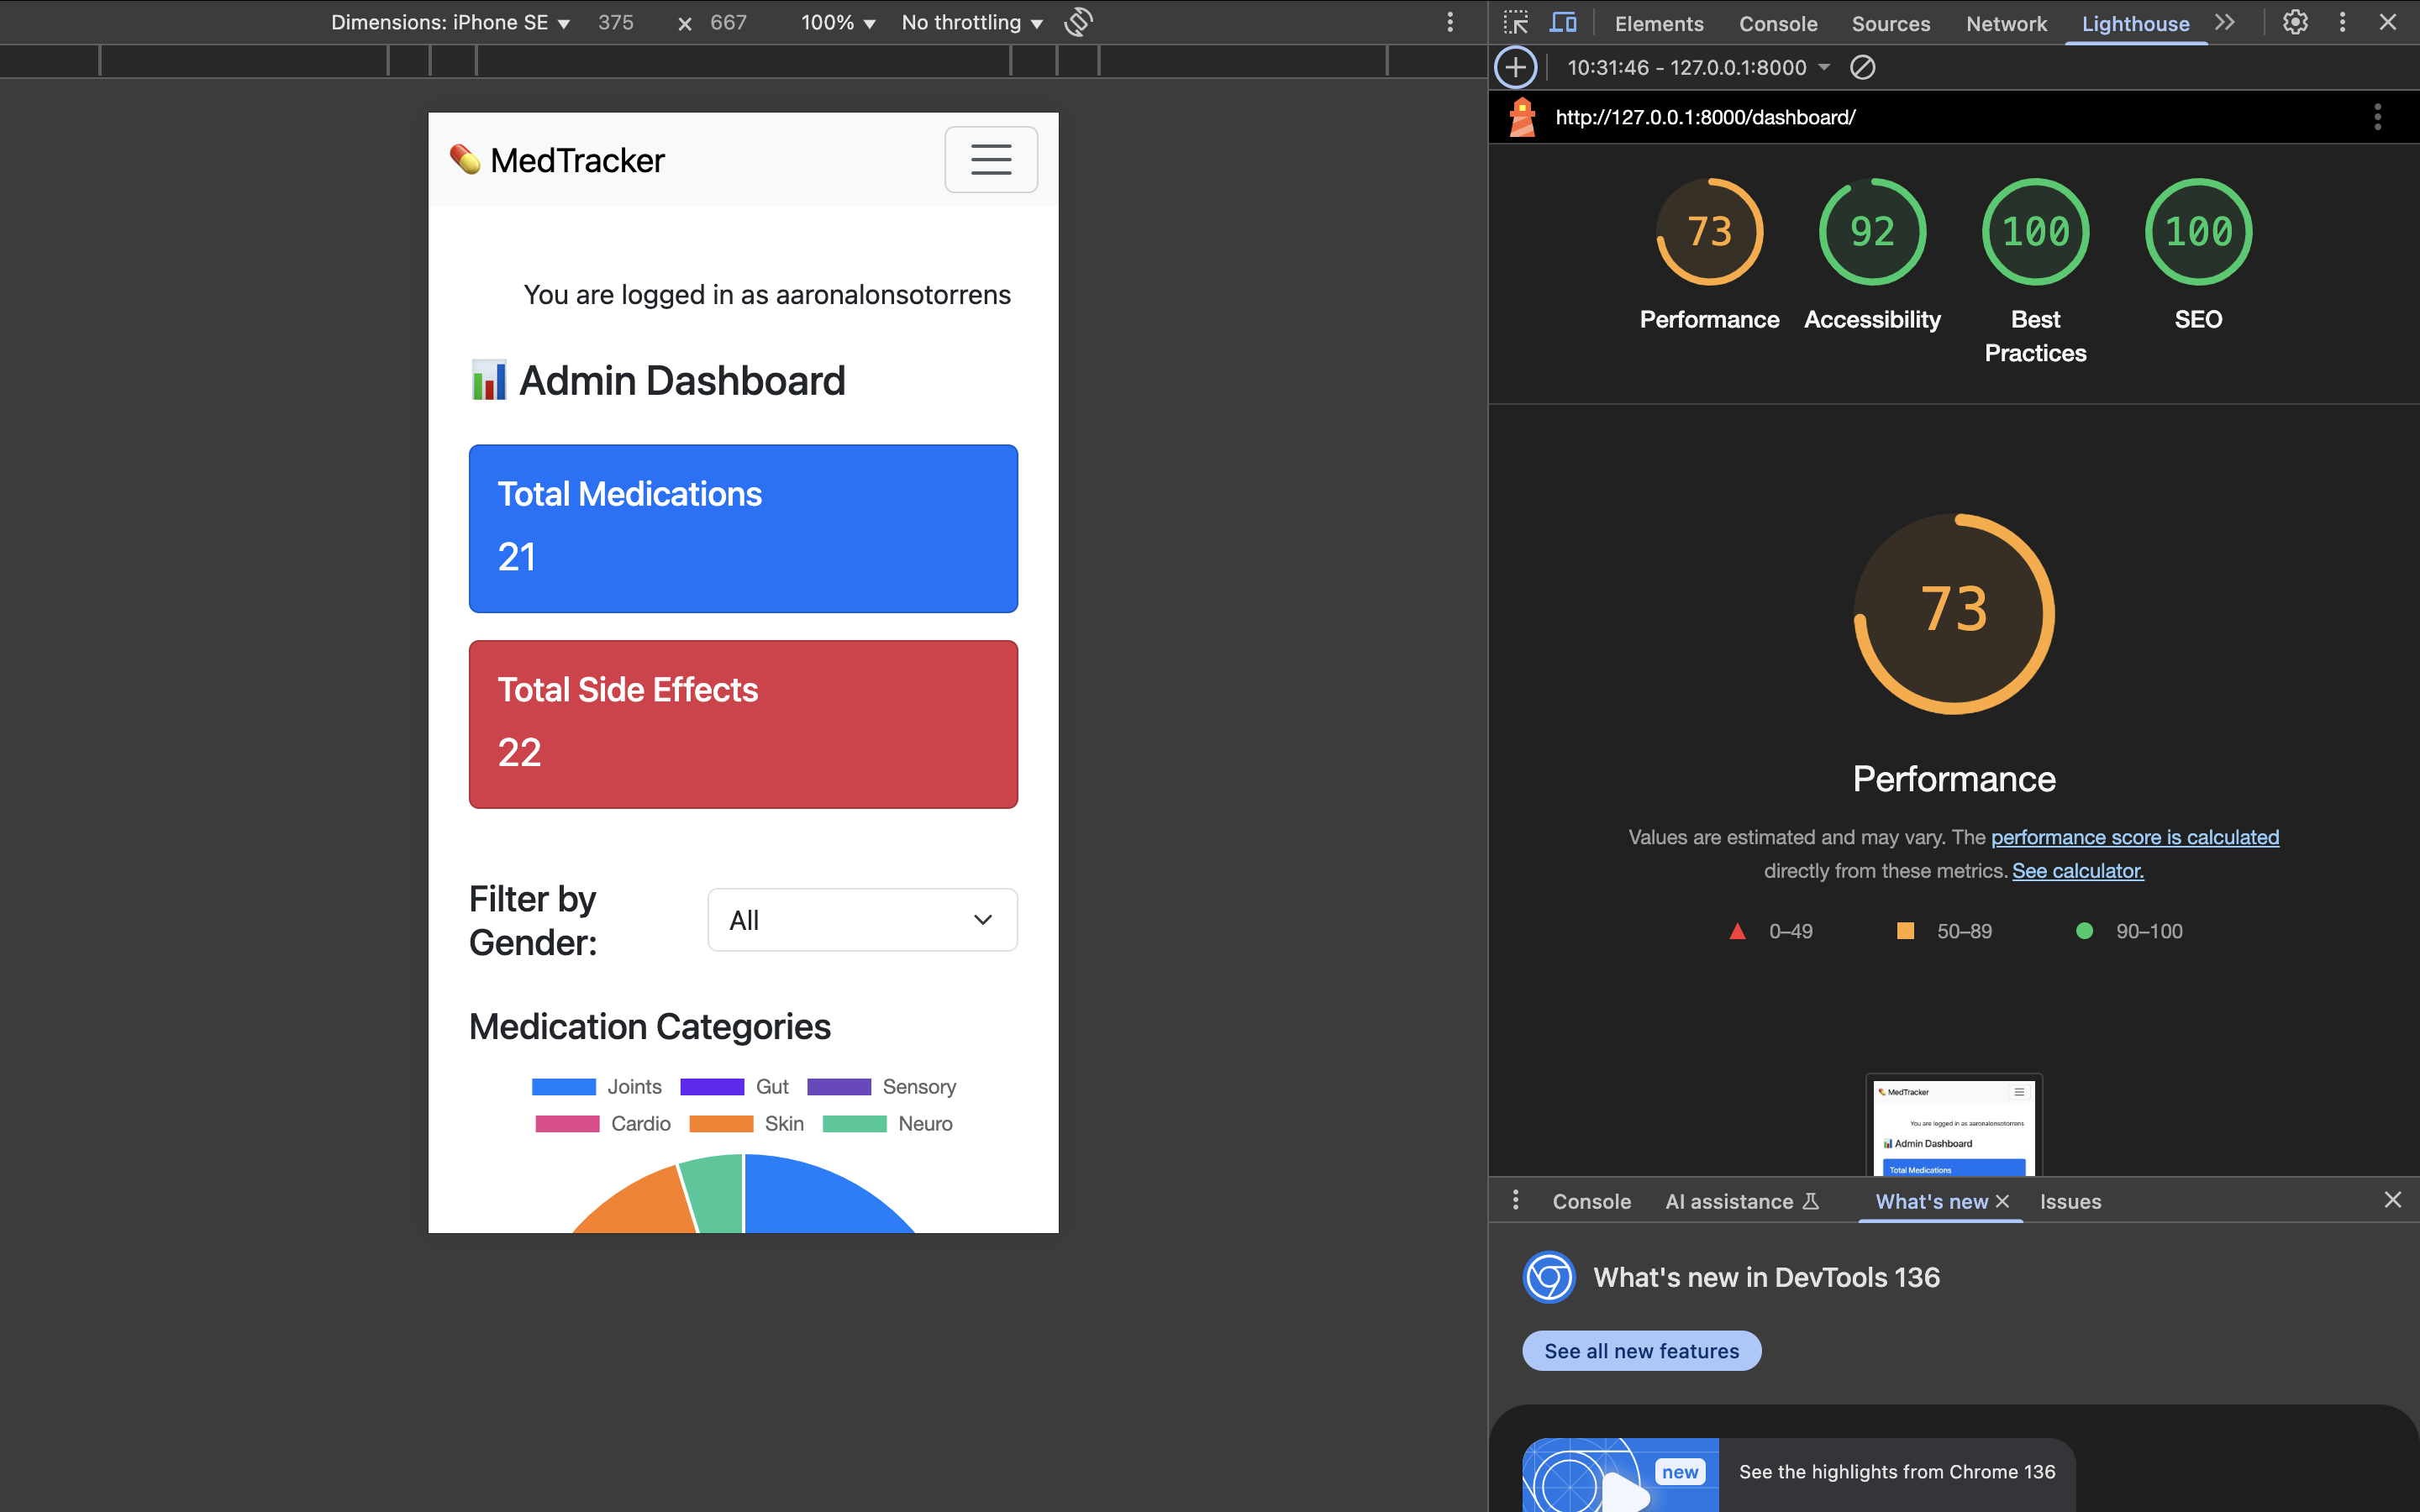 Dimensions: iPhone SE 375 × 667 100% No throttling
MedTracker
You are logged in as aaronalonsotorrens
Admin Dashboard
Total Medications
21
Total Side Effects
22
Filter by
Gender:
All
Medication Categories
Joints Gut Sensory
Cardio Skin Neuro
Elements Console Sources Network Lighthouse
10:31:46 - 127.0.0.1:8000
http://127.0.0.1:8000/dashboard/
73 92 100 100
Performance Accessibility Best Practices SEO
73
Performance
Values are estimated and may vary. The performance score is calculated
directly from these metrics. See calculator.
0–49 50–89 90–100
MedTracker
You are logged in as aaronalonsotorrens
Admin Dashboard
Total Medications
Console AI assistance What's new Issues
What's new in DevTools 136
See all new features
new
See the highlights from Chrome 136